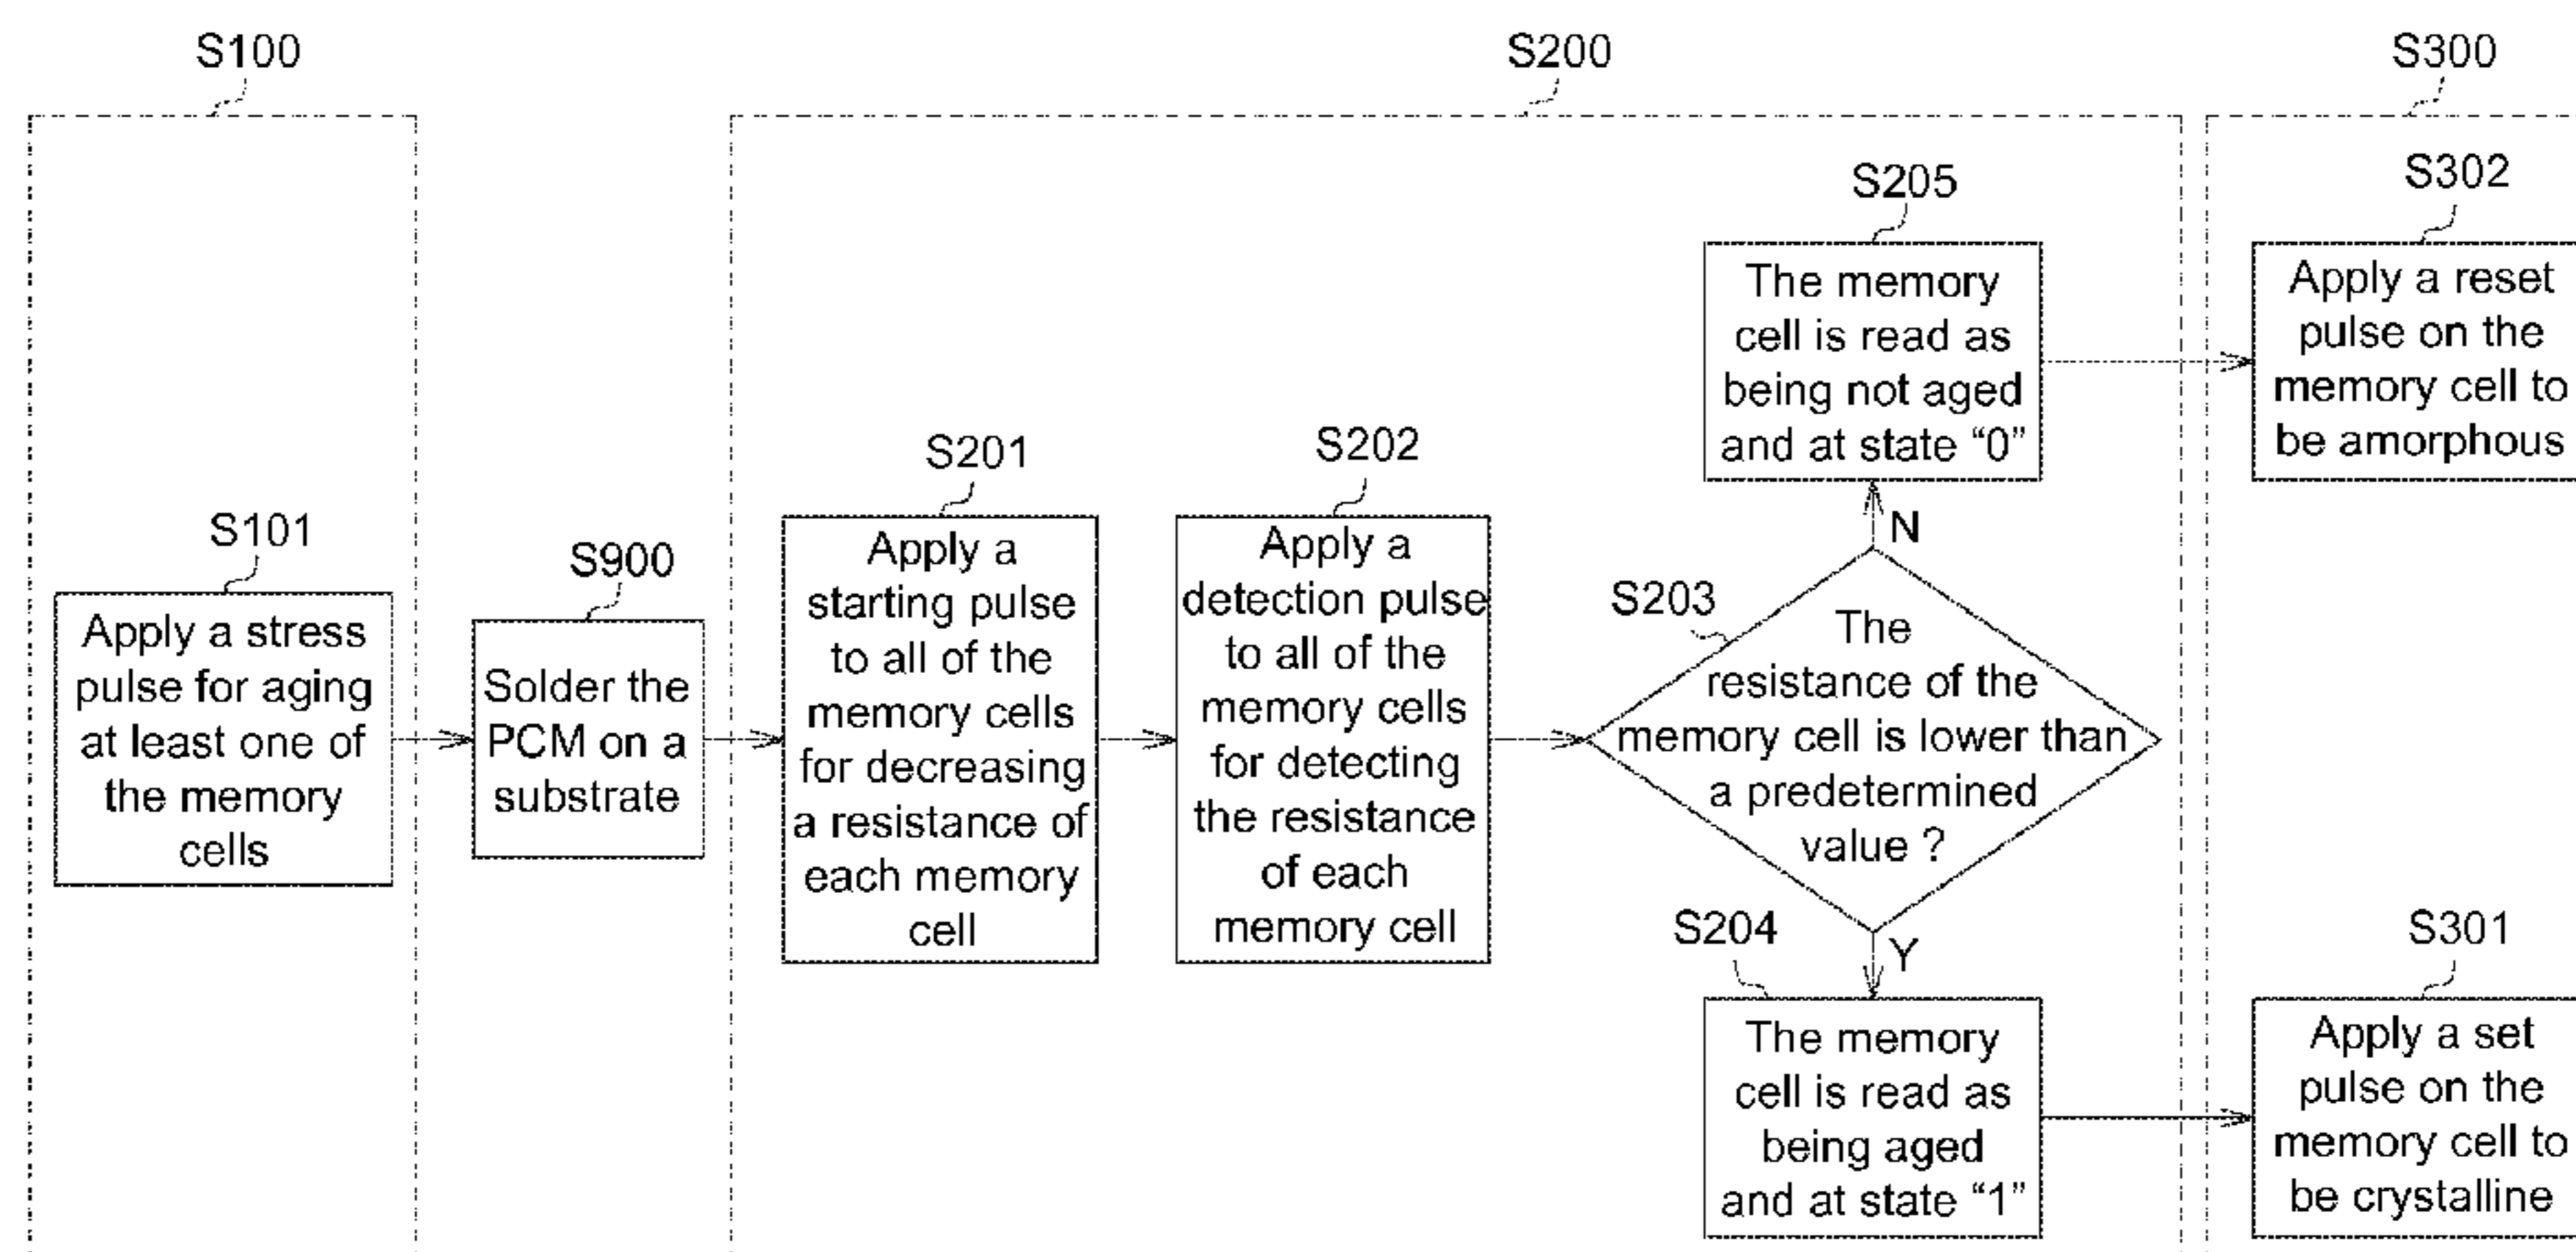 S100
S200
S300
S101
Apply a stress
pulse for aging
at least one of
the memory
cells
S900
Solder the
PCM on a
substrate
S201
Apply a
starting pulse
to all of the
memory cells
for decreasing
a resistance of
each memory
cell
S202
Apply a
detection pulse
to all of the
memory cells
for detecting
the resistance
of each
memory cell
S203
The
resistance of the
memory cell is lower than
a predetermined
value ?
N
S205
The memory
cell is read as
being not aged
and at state “0”
Y
S204
The memory
cell is read as
being aged
and at state “1”
S302
Apply a reset
pulse on the
memory cell to
be amorphous
S301
Apply a set
pulse on the
memory cell to
be crystalline